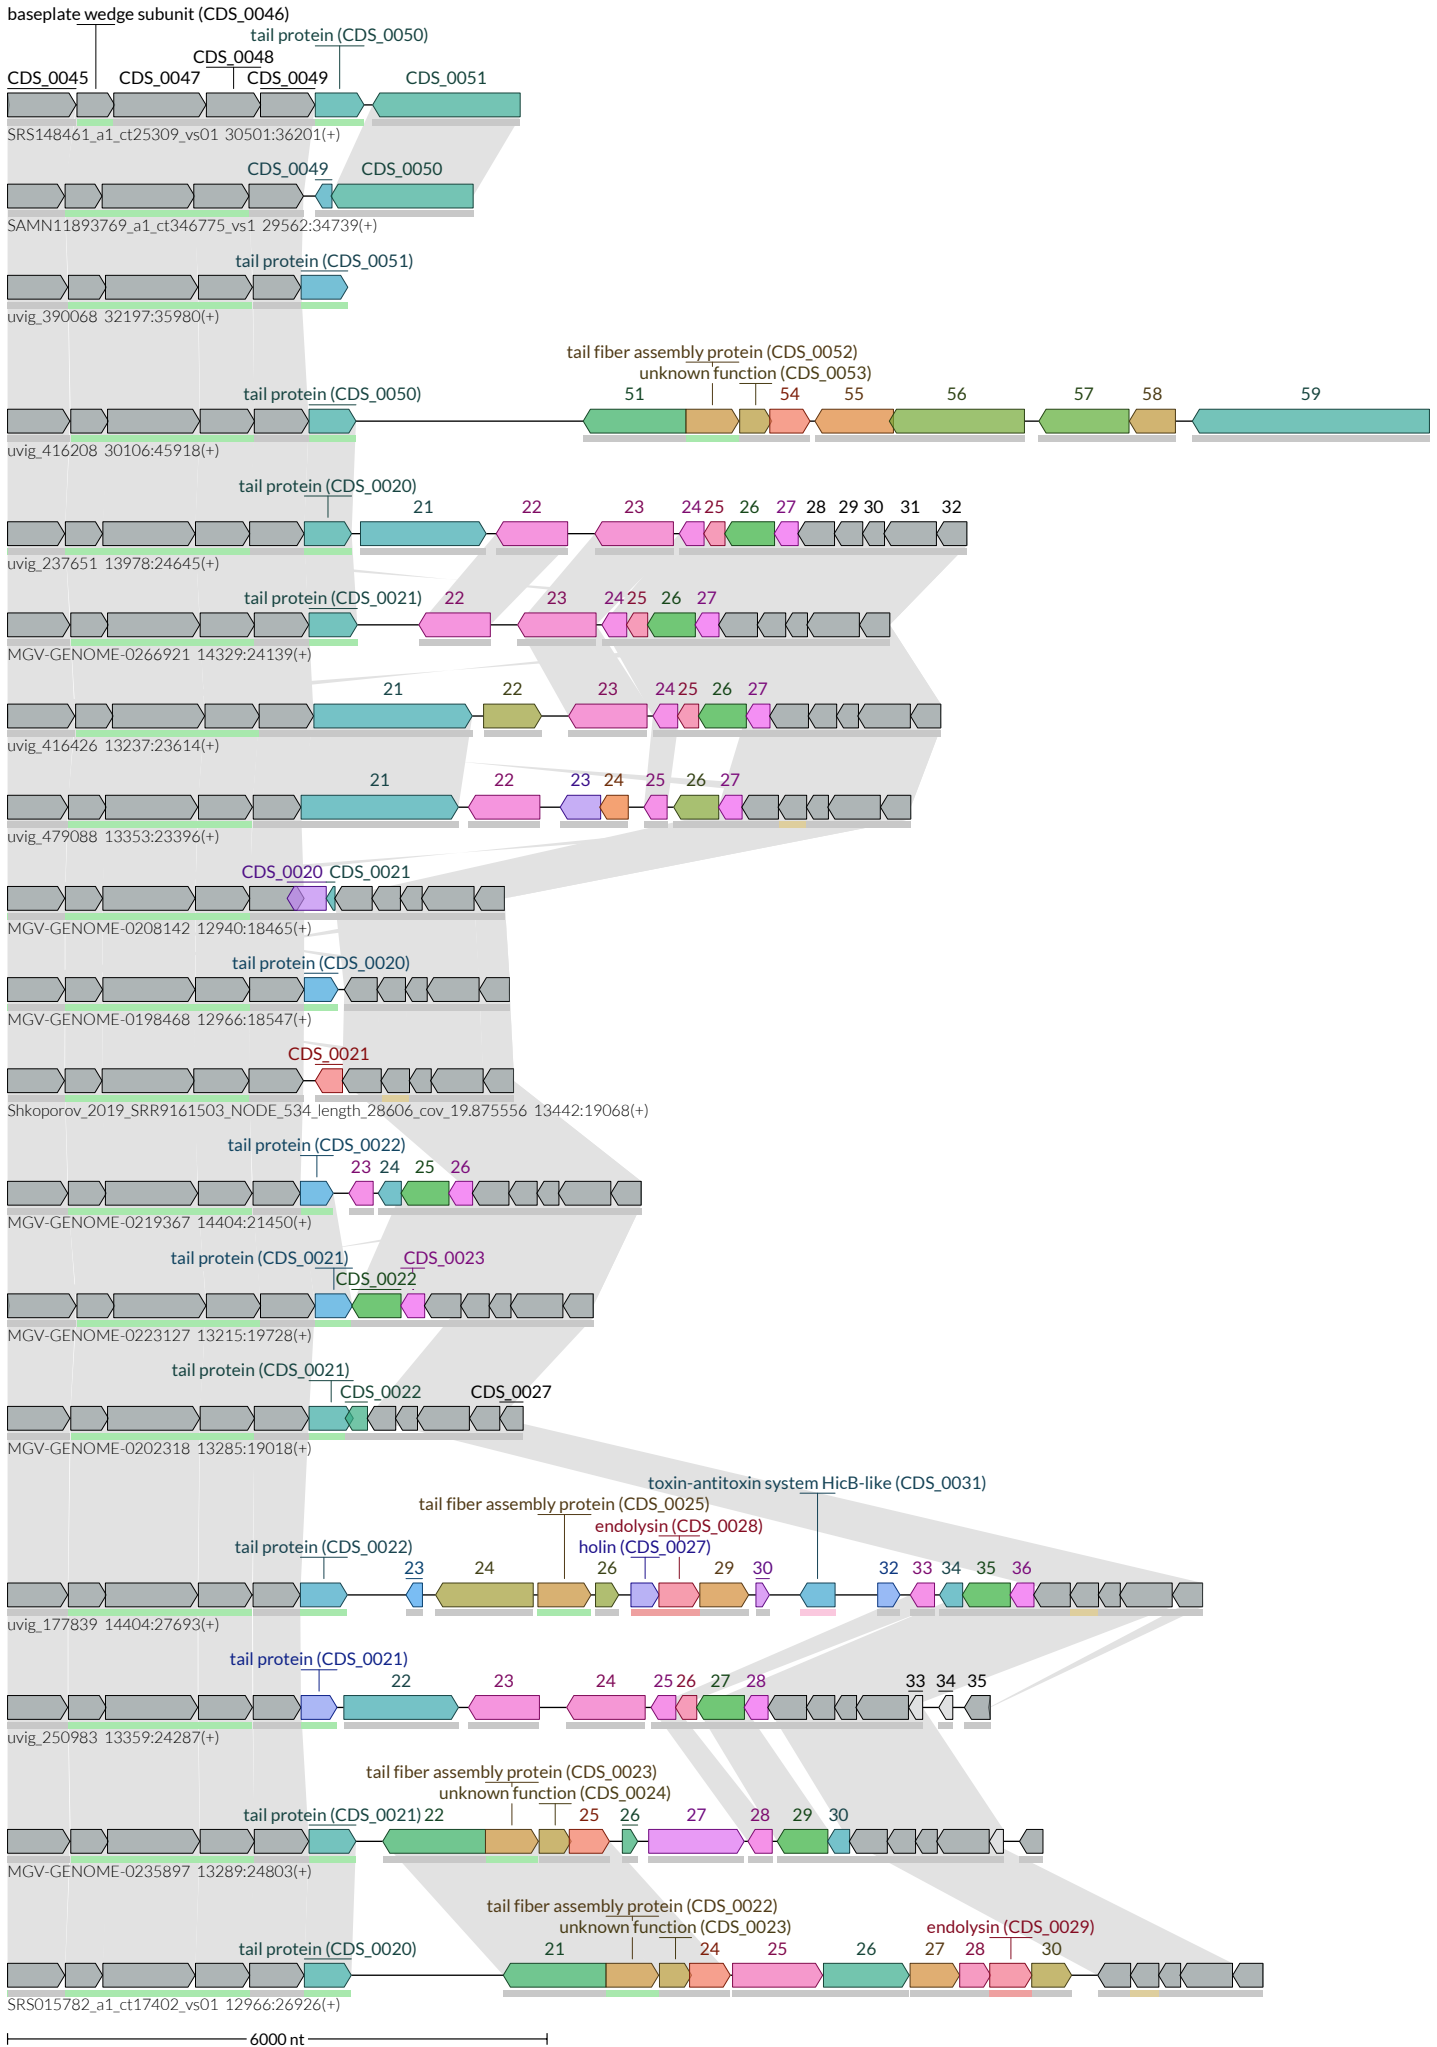 baseplate wedge subunit (CDS_0046)
tail protein (CDS_0050)
CDS_0048
CDS_0045 CDS_0047 CDS_0049 CDS_0051
SRS148461_a1_ct25309_vs01 30501:36201(+)
CDS_0049 CDS_0050
SAMN11893769_a1_ct346775_vs1 29562:34739(+)
tail protein (CDS_0051)
uvig_390068 32197:35980(+)
tail fiber assembly protein (CDS_0052)
unknown function (CDS_0053)
tail protein (CDS_0050) 51 54 55 56 57 58 59
uvig_416208 30106:45918(+)
tail protein (CDS_0020)
21 22 23 24 25 26 27 28 29 30 31 32
uvig_237651 13978:24645(+)
tail protein (CDS_0021) 22 23 24 25 26 27
MGV-GENOME-0266921 14329:24139(+)
21 22 23 24 25 26 27
uvig_416426 13237:23614(+)
21 22 23 24 25 26 27
uvig_479088 13353:23396(+)
CDS_0020 CDS_0021
MGV-GENOME-0208142 12940:18465(+)
tail protein (CDS_0020)
MGV-GENOME-0198468 12966:18547(+)
CDS_0021
Shkoporov_2019_SRR9161503_NODE_534_length_28606_cov_19.875556 13442:19068(+)
tail protein (CDS_0022)
23 24 25 26
MGV-GENOME-0219367 14404:21450(+)
tail protein (CDS_0021) CDS_0023
CDS_0022
MGV-GENOME-0223127 13215:19728(+)
tail protein (CDS_0021)
CDS_0022 CDS_0027
MGV-GENOME-0202318 13285:19018(+)
toxin-antitoxin system HicB-like (CDS_0031)
tail fiber assembly protein (CDS_0025)
endolysin (CDS_0028)
tail protein (CDS_0022) holin (CDS_0027)
23 24 26 29 30 32 33 34 35 36
uvig_177839 14404:27693(+)
tail protein (CDS_0021)
22 23 24 25 26 27 28 33 34 35
uvig_250983 13359:24287(+)
tail fiber assembly protein (CDS_0023)
unknown function (CDS_0024)
tail protein (CDS_0021) 22 25 26 27 28 29 30
MGV-GENOME-0235897 13289:24803(+)
tail fiber assembly protein (CDS_0022)
unknown function (CDS_0023) endolysin (CDS_0029)
tail protein (CDS_0020) 21 24 25 26 27 28 30
SRS015782_a1_ct17402_vs01 12966:26926(+)
6000 nt